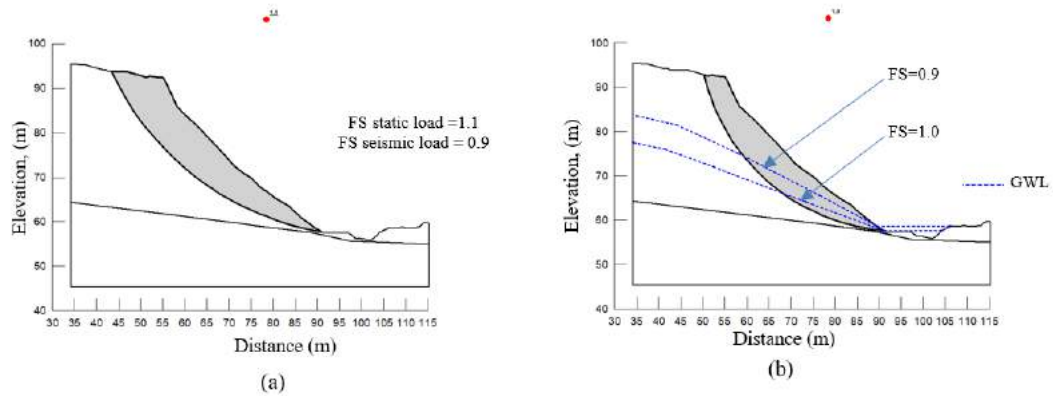 100
90
80
70
60
50
40
Elevation, (m)
FS static load =1.1
FS seismic load = 0.9
30 35 40 45 50 55 60 65 70 75 80 85 90 95 100 105 110 115
Distance (m)
(a)
100
90
80
70
60
50
40
Elevation, (m)
FS=0.9
FS=1.0
GWL
30 35 40 45 50 55 60 65 70 75 80 85 90 95 100 105 110 115
Distance (m)
(b)